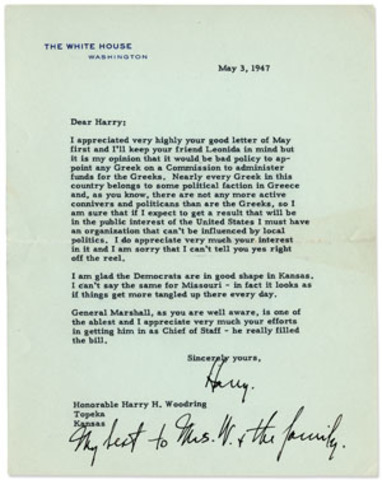 THE WHITE HOUSE
WASHINGTON
May 3, 1947
Dear Harry:
I appreciated very highly your good letter of May
first and I'll keep your friend Leonida in mind but
it is my opinion that it would be bad policy to ap-
point any Greek on a Commission to administer
funds for the Greeks. Nearly every Greek in this
country belongs to some political faction in Greece
and, as you know, there are not any more active
connivers and politicans than are the Greeks, so I
am sure that if I expect to get a result that will be
in the public interest of the United States I must have
an organization that can't be influenced by local
politics. I do appreciate very much your interest
in it and I am sorry that I can't tell you yes right
off the reel.
I am glad the Democrats are in good shape in Kansas.
I can't say the same for Missouri - in fact it looks as
if things get more tangled up there every day.
General Marshall, as you are well aware, is one of
the ablest and I appreciate very much your efforts
in getting him in as Chief of Staff - he really filled
the bill.
Sincerely yours,
Harry.
Honorable Harry H. Woodring
Topeka
Kansas
My best to Mrs. W. & the family.